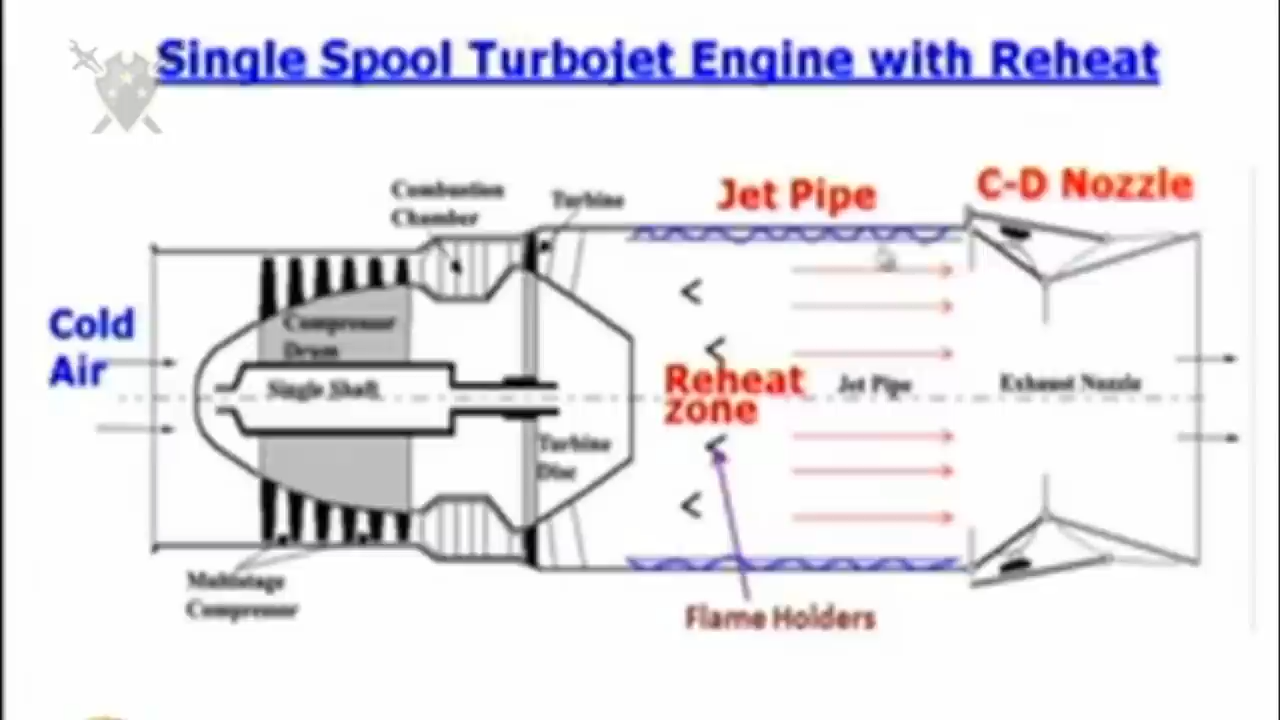 Single Spool Turbojet Engine with Reheat
Combustion
Chamber
Turbine
Jet Pipe
C-D Nozzle
Cold
Air
Compressor
Drum
Single Shaft
Reheat
zone
Jet Pipe
Exhaust Nozzle
Turbine
Disc
Multistage
Compressor
Flame Holders